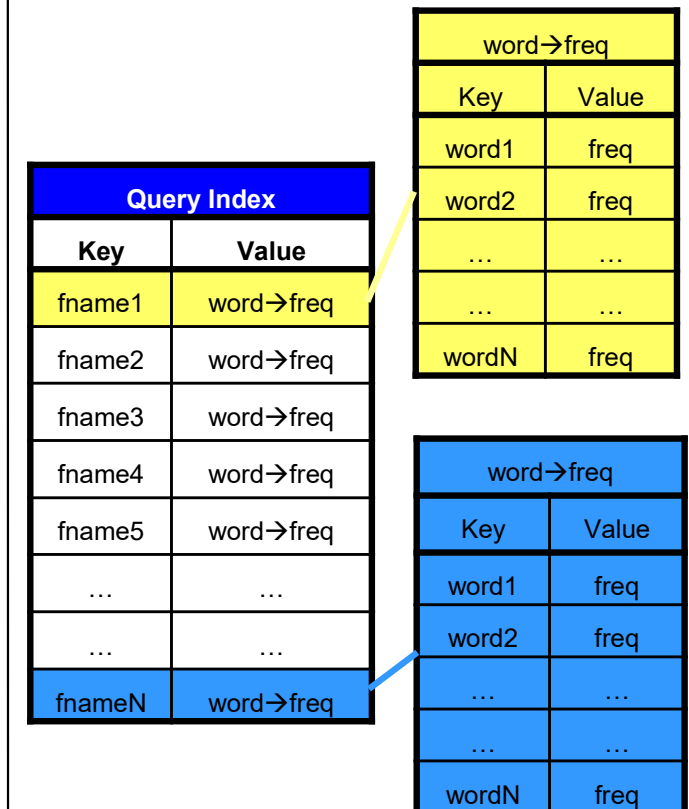 word→freq
Key Value
word1 freq
word2 freq
... ...
... ...
wordN freq
Query Index
Key Value
fname1 word→freq
fname2 word→freq
fname3 word→freq
fname4 word→freq
fname5 word→freq
... ...
... ...
fnameN word→freq
word→freq
Key Value
word1 freq
word2 freq
... ...
... ...
wordN freq